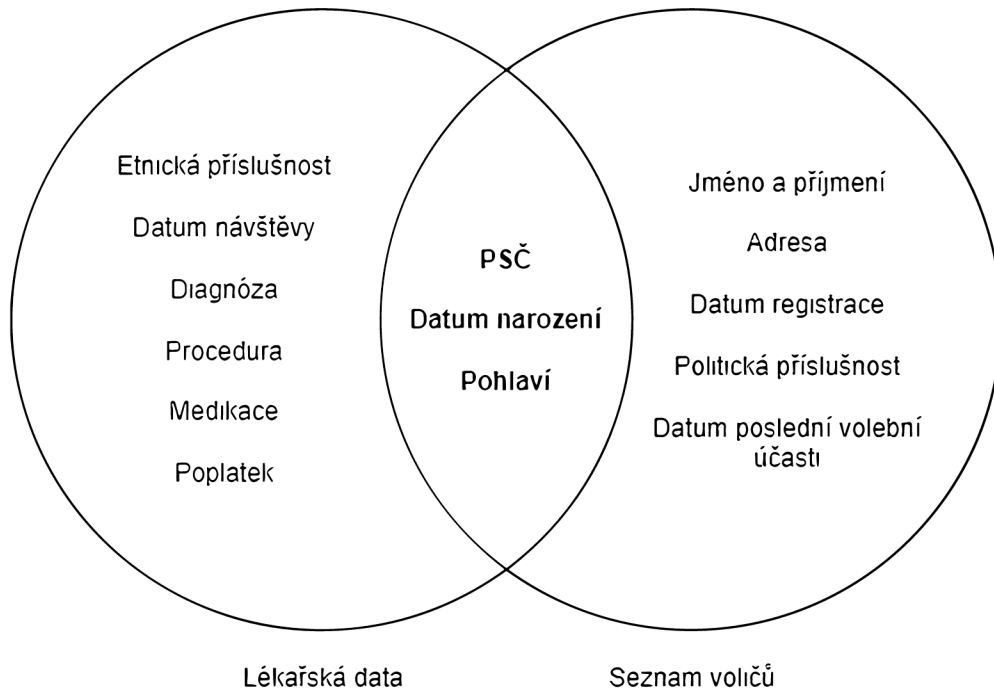 Etnická příslušnost
Datum návštěvy
Diagnóza
Procedura
Medikace
Poplatek
PSČ
Datum narození
Pohlaví
Jméno a příjmení
Adresa
Datum registrace
Politická příslušnost
Datum poslední volební
účasti
Lékařská data
Seznam voličů